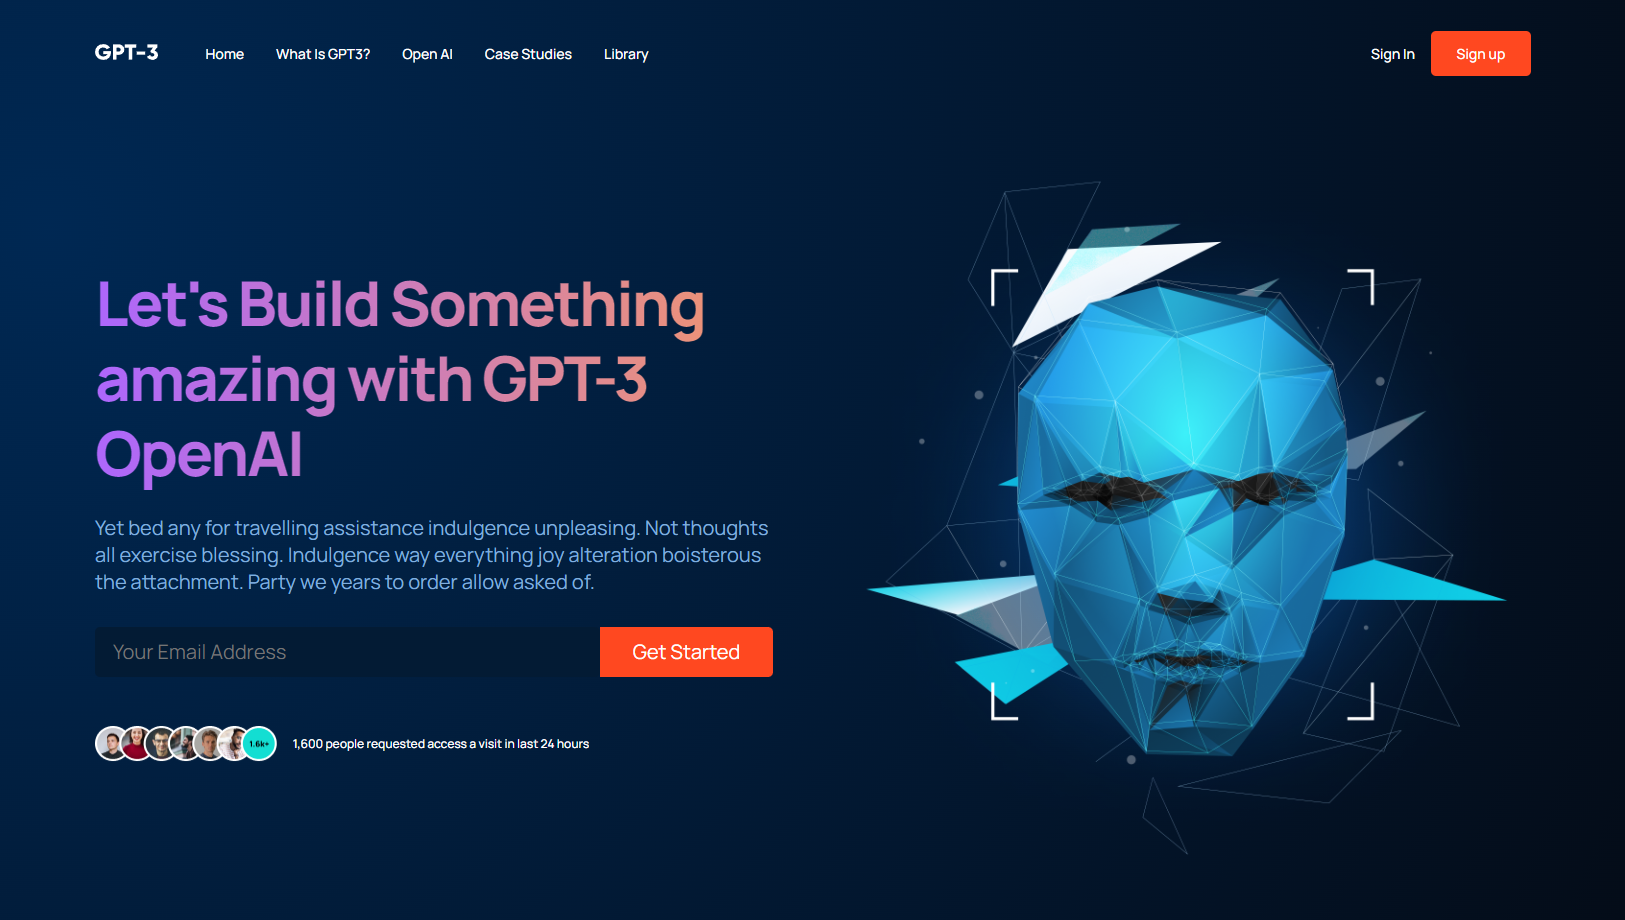 GPT-3
Home
What Is GPT3?
Open AI
Case Studies
Library
Sign In
Sign up
Let's Build Something
amazing with GPT-3
OpenAI
Yet bed any for travelling assistance indulgence unpleasing. Not thoughts
all exercise blessing. Indulgence way everything joy alteration boisterous
the attachment. Party we years to order allow asked of.
Your Email Address
Get Started
1.6k+
1,600 people requested access a visit in last 24 hours